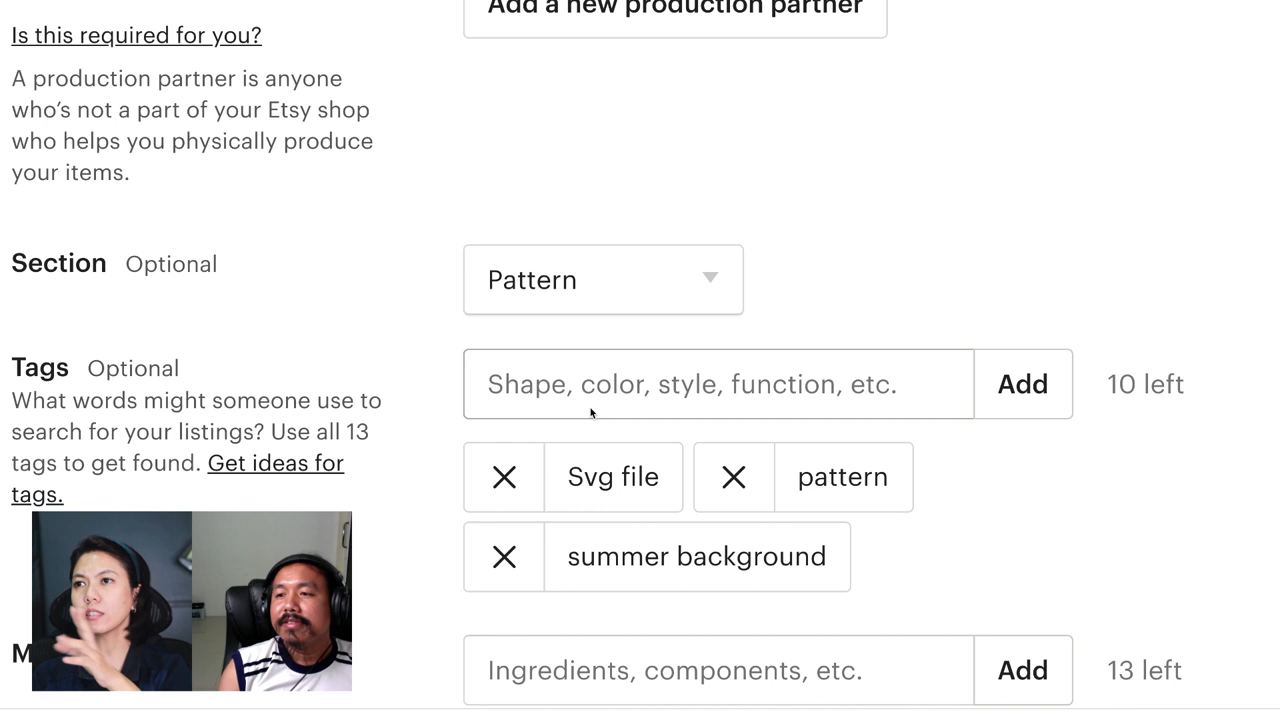 Add a new production partner
Is this required for you?
A production partner is anyone
who's not a part of your Etsy shop
who helps you physically produce
your items.
Section Optional
Pattern
Tags Optional
What words might someone use to
search for your listings? Use all 13
tags to get found. Get ideas for
tags.
Shape, color, style, function, etc.
Add
10 left
Svg file
pattern
summer background
M
Ingredients, components, etc.
Add
13 left